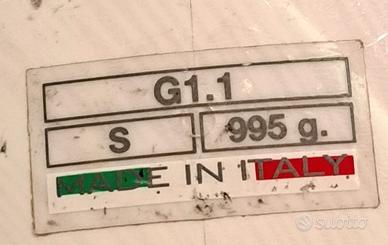 G1.1
S 995 g.
MADE IN ITALY
subito